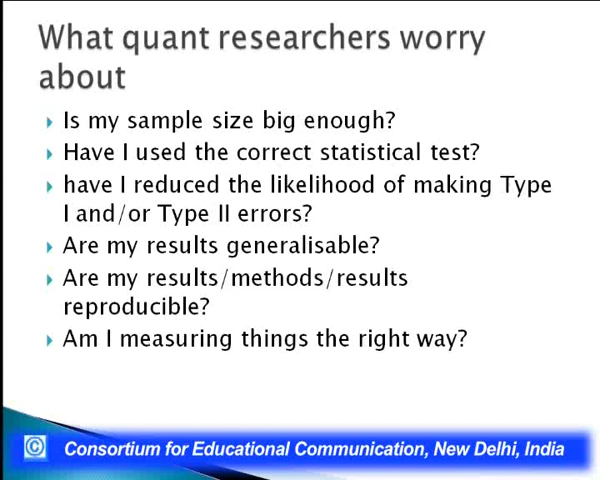 What quant researchers worry
about
Is my sample size big enough?
Have I used the correct statistical test?
have I reduced the likelihood of making Type
I and/or Type II errors?
Are my results generalisable?
Are my results/methods/results
reproducible?
Am I measuring things the right way?
© Consortium for Educational Communication, New Delhi, India